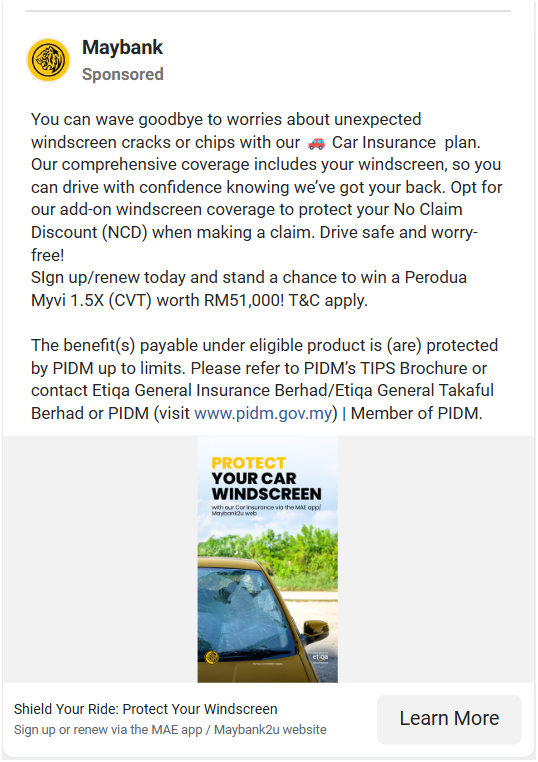 Maybank
Sponsored
You can wave goodbye to worries about unexpected
windscreen cracks or chips with our 🚗 Car Insurance plan.
Our comprehensive coverage includes your windscreen, so you
can drive with confidence knowing we've got your back. Opt for
our add-on windscreen coverage to protect your No Claim
Discount (NCD) when making a claim. Drive safe and worry-
free!
SIgn up/renew today and stand a chance to win a Perodua
Myvi 1.5X (CVT) worth RM51,000! T&C apply.
The benefit(s) payable under eligible product is (are) protected
by PIDM up to limits. Please refer to PIDM's TIPS Brochure or
contact Etiqa General Insurance Berhad/Etiqa General Takaful
Berhad or PIDM (visit www.pidm.gov.my) | Member of PIDM.
PROTECT
YOUR CAR
WINDSCREEN
with our Car Insurance via the MAE app/
Maybank2u web
etiqa
Shield Your Ride: Protect Your Windscreen
Sign up or renew via the MAE app / Maybank2u website
Learn More